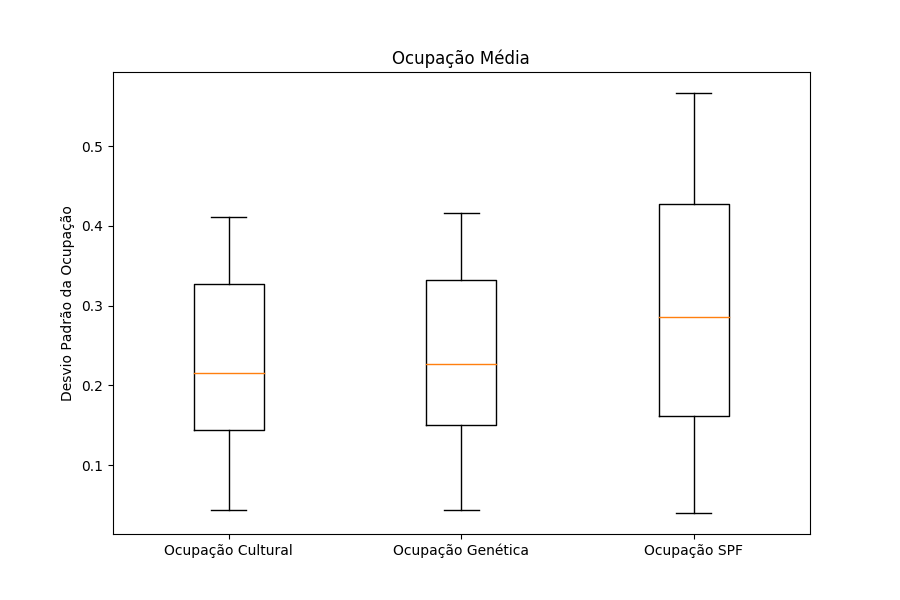 Ocupação Média
Desvio Padrão da Ocupação
0.5
0.4
0.3
0.2
0.1
Ocupação Cultural
Ocupação Genética
Ocupação SPF